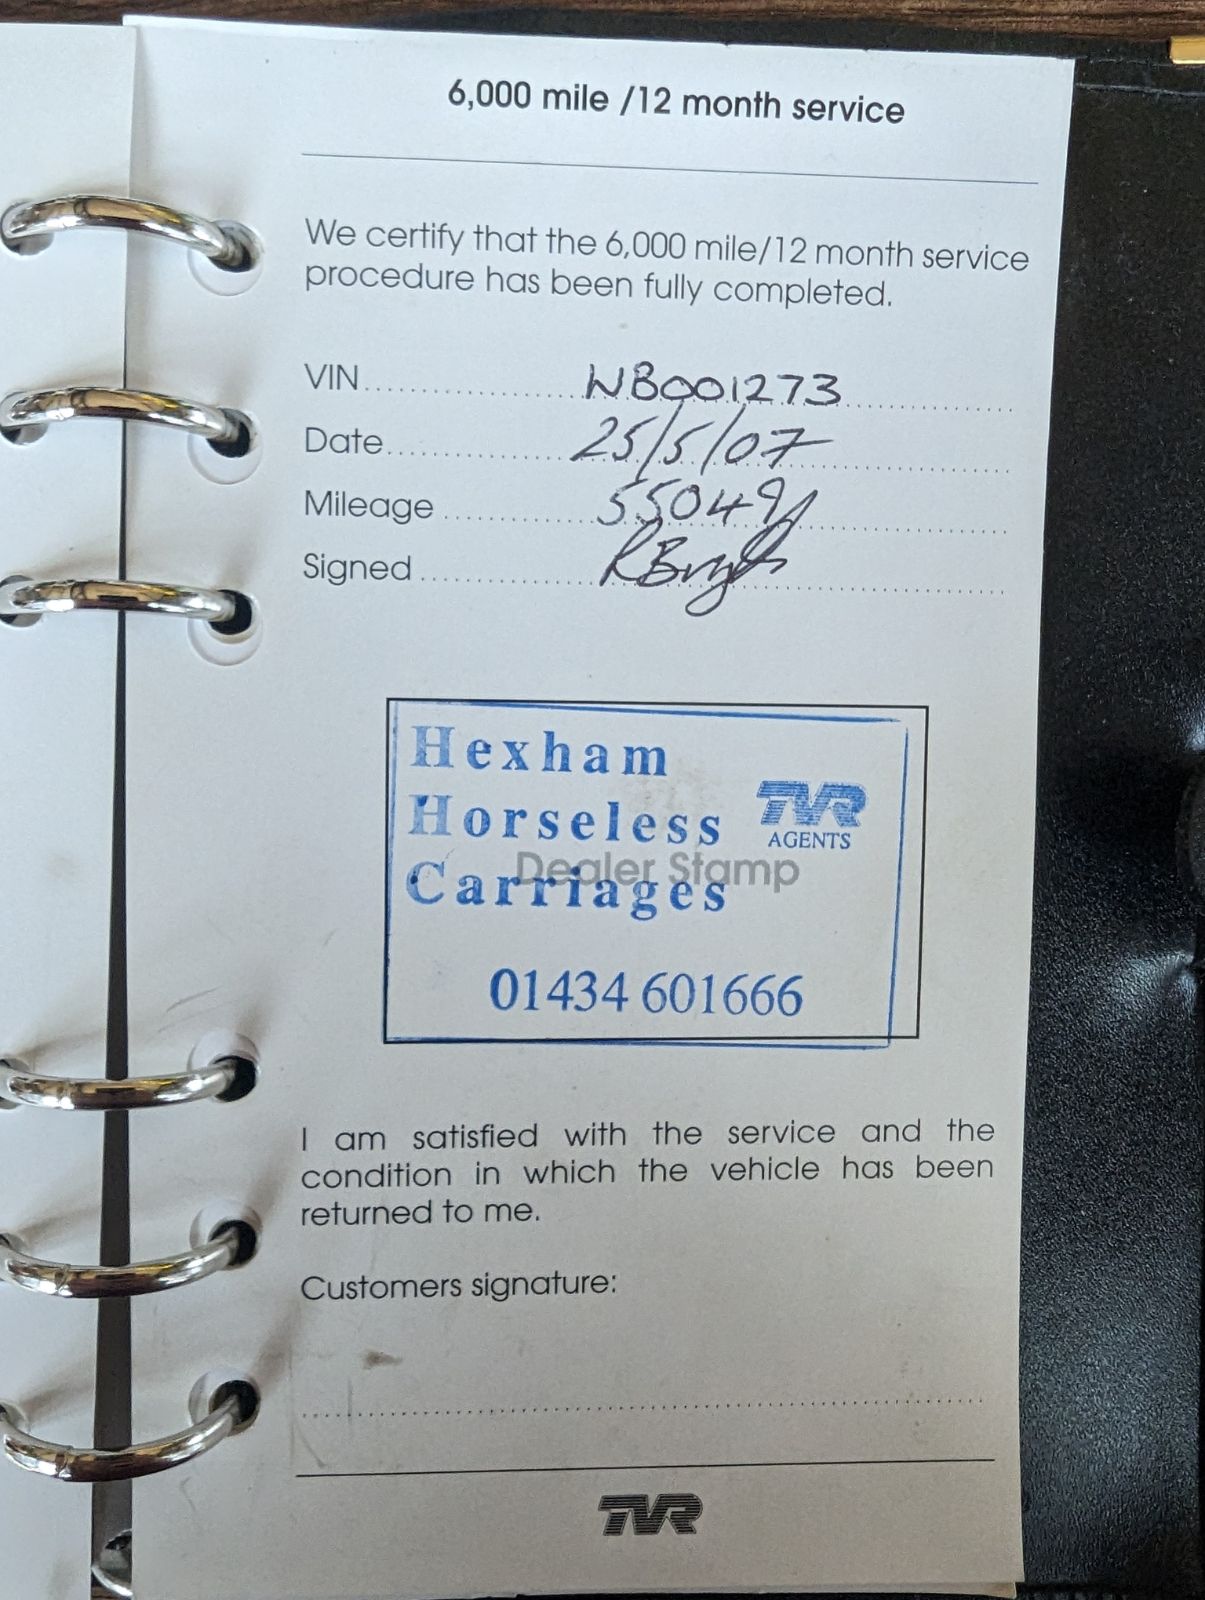 6,000 mile /12 month service
We certify that the 6,000 mile/12 month service
procedure has been fully completed.
VIN WB001273
Date 25/5/07
Mileage 55049
Signed
Hexham
Horseless
Carriages
TVR
AGENTS
Dealer Stamp
01434 601666
I am satisfied with the service and the
condition in which the vehicle has been
returned to me.
Customers signature:
TVR